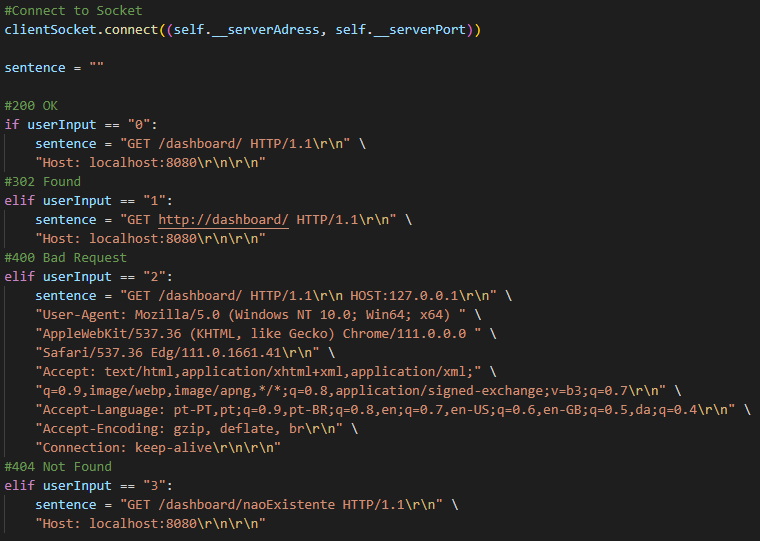 #Connect to Socket
clientSocket.connect((self.__serverAdress, self.__serverPort))
sentence = ""
#200 OK
if userInput == "0":
sentence = "GET /dashboard/ HTTP/1.1\r\n" \
"Host: localhost:8080\r\n\r\n"
#302 Found
elif userInput == "1":
sentence = "GET http://dashboard/ HTTP/1.1\r\n" \
"Host: localhost:8080\r\n\r\n"
#400 Bad Request
elif userInput == "2":
sentence = "GET /dashboard/ HTTP/1.1\r\n HOST:127.0.0.1\r\n" \
"User-Agent: Mozilla/5.0 (Windows NT 10.0; Win64; x64) " \
"AppleWebKit/537.36 (KHTML, like Gecko) Chrome/111.0.0.0 " \
"Safari/537.36 Edg/111.0.1661.41\r\n" \
"Accept: text/html,application/xhtml+xml,application/xml;" \
"q=0.9,image/webp,image/apng,*/*;q=0.8,application/signed-exchange;v=b3;q=0.7\r\n" \
"Accept-Language: pt-PT,pt;q=0.9,pt-BR;q=0.8,en;q=0.7,en-US;q=0.6,en-GB;q=0.5,da;q=0.4\r\n" \
"Accept-Encoding: gzip, deflate, br\r\n" \
"Connection: keep-alive\r\n\r\n"
#404 Not Found
elif userInput == "3":
sentence = "GET /dashboard/naoExistente HTTP/1.1\r\n" \
"Host: localhost:8080\r\n\r\n"